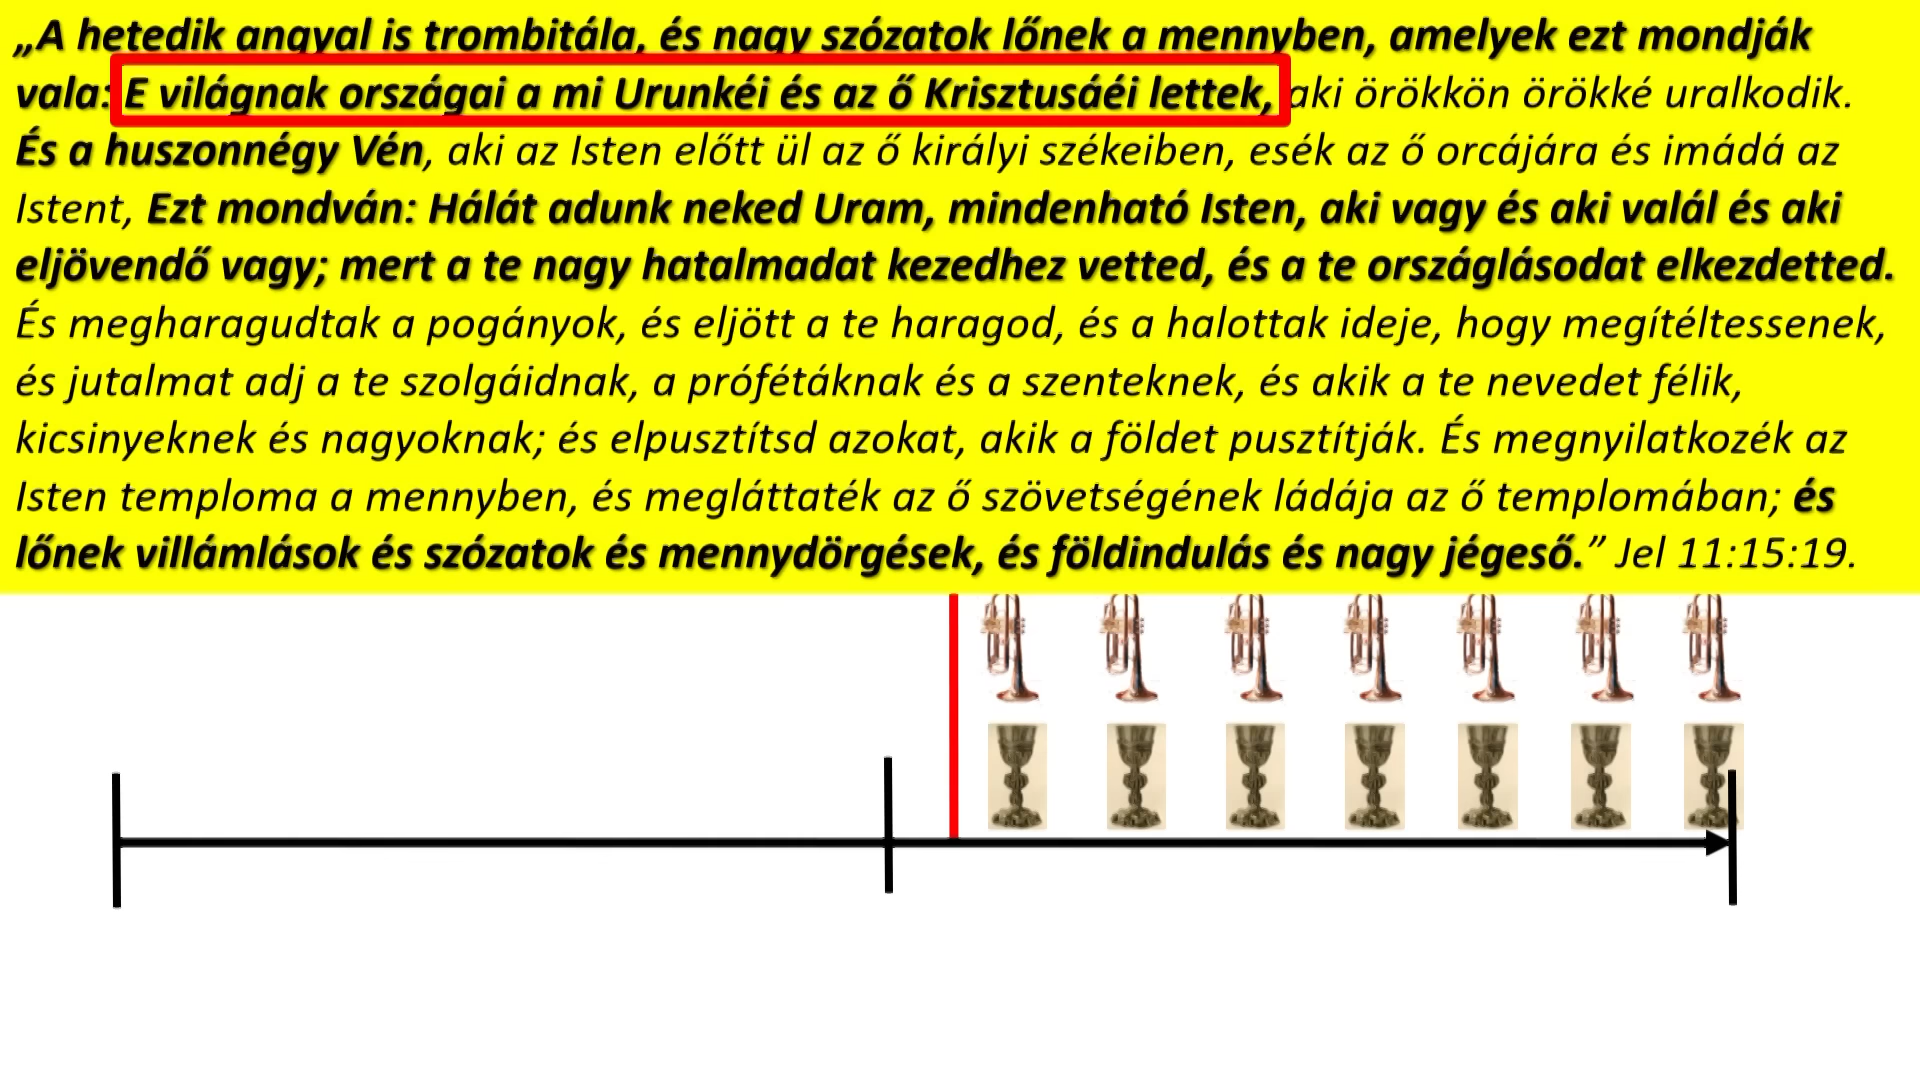 „A hetedik angyal is trombitála, és nagy szózatok lőnek a mennyben, amelyek ezt mondják
vala: E világnak országai a mi Urunkéi és az ő Krisztusáéi lettek, aki örökkön örökké uralkodik.
És a huszonnégy Vén, aki az Isten előtt ül az ő királyi székeiben, esék az ő orcájára és imádá az
Istent, Ezt mondván: Hálát adunk neked Uram, mindenható Isten, aki vagy és aki valál és aki
eljövendő vagy; mert a te nagy hatalmadat kezedhez vetted, és a te országlásodat elkezdetted.
És megharagudtak a pogányok, és eljött a te haragod, és a halottak ideje, hogy megítéltessenek,
és jutalmat adj a te szolgáidnak, a prófétáknak és a szenteknek, és akik a te nevedet félik,
kicsinyeknek és nagyoknak; és elpusztítsd azokat, akik a földet pusztítják. És megnyilatkozék az
Isten temploma a mennyben, és megláttaték az ő szövetségének ládája az ő templomában; és
lőnek villámlások és szózatok és mennydörgések, és földindulás és nagy jégeső.” Jel 11:15:19.